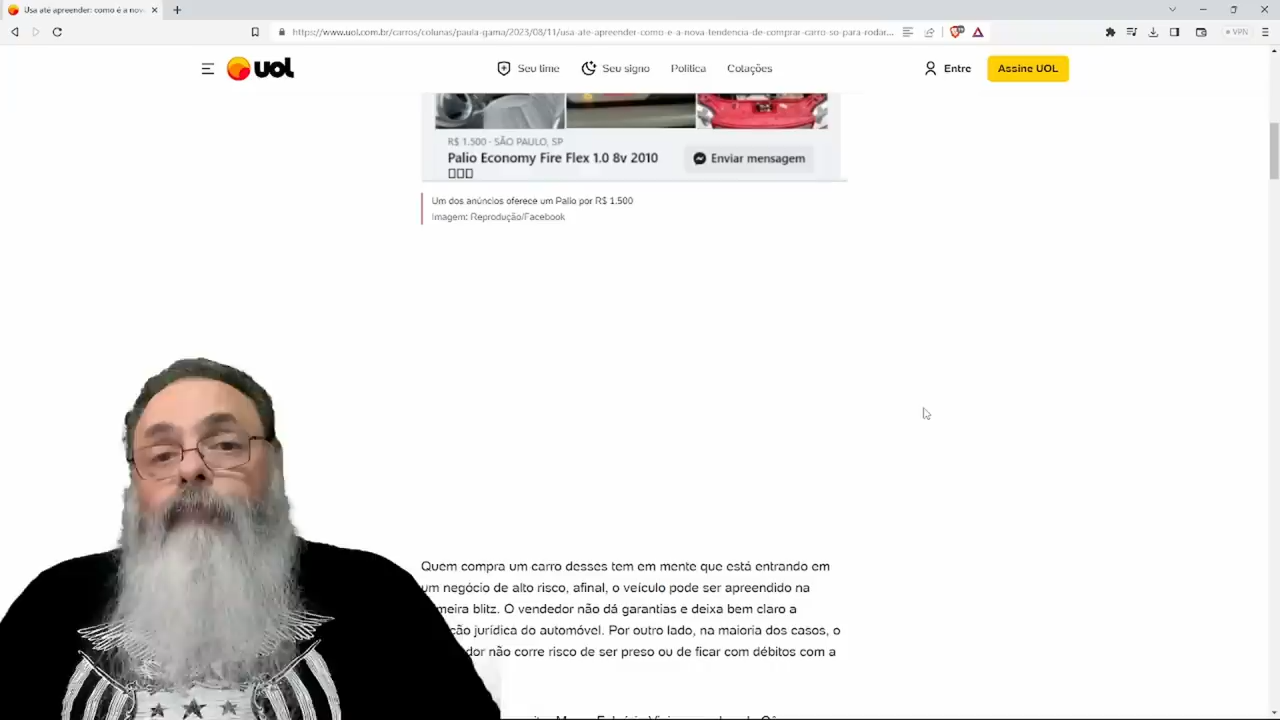 Usa até apreender: como é a nov
https://www.uol.com.br/carros/colunas/paula-gama/2023/08/11/usa-ate-apreender-como-e-a-nova-tendencia-de-comprar-carro-so-para-rodar...
VPN
UOL
Seu time
Seu signo
Política
Cotações
Entre
Assine UOL
R$ 1.500 · SÃO PAULO, SP
Palio Economy Fire Flex 1.0 8v 2010
Enviar mensagem
Um dos anúncios oferece um Palio por R$ 1.500
Imagem: Reprodução/Facebook
Quem compra um carro desses tem em mente que está entrando em
um negócio de alto risco, afinal, o veículo pode ser apreendido na
meira blitz. O vendedor não dá garantias e deixa bem claro a
ção jurídica do automóvel. Por outro lado, na maioria dos casos, o
dor não corre risco de ser preso ou de ficar com débitos com a